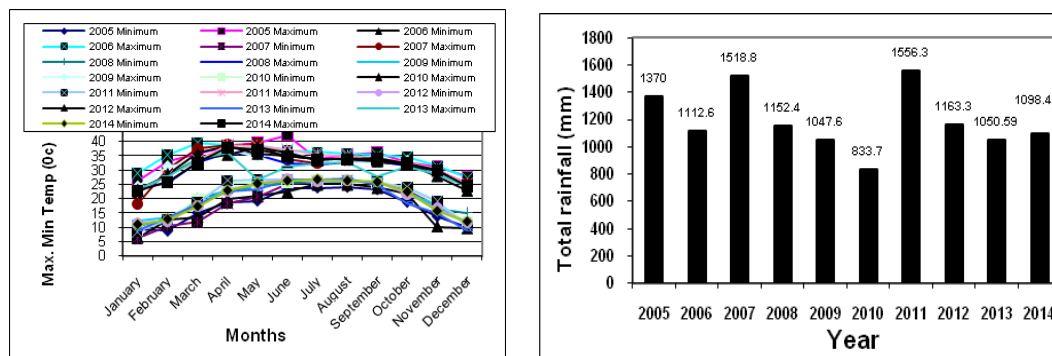 2005 Minimum 2005 Maximum 2006 Minimum
2006 Maximum 2007 Minimum 2007 Maximum
2008 Minimum 2008 Maximum 2009 Minimum
2009 Maximum 2010 Minimum 2010 Maximum
2011 Minimum 2011 Maximum 2012 Minimum
2012 Maximum 2013 Minimum 2013 Maximum
2014 Minimum 2014 Maximum
Max. Min Temp (0c)
40
35
30
25
20
15
10
5
0
January February March April May June July August September October November December
Months
Total rainfall (mm)
1800
1600
1400
1200
1000
800
600
400
200
0
1370 1112.6 1518.8 1152.4 1047.6 833.7 1556.3 1163.3 1050.59 1098.4
2005 2006 2007 2008 2009 2010 2011 2012 2013 2014
Year